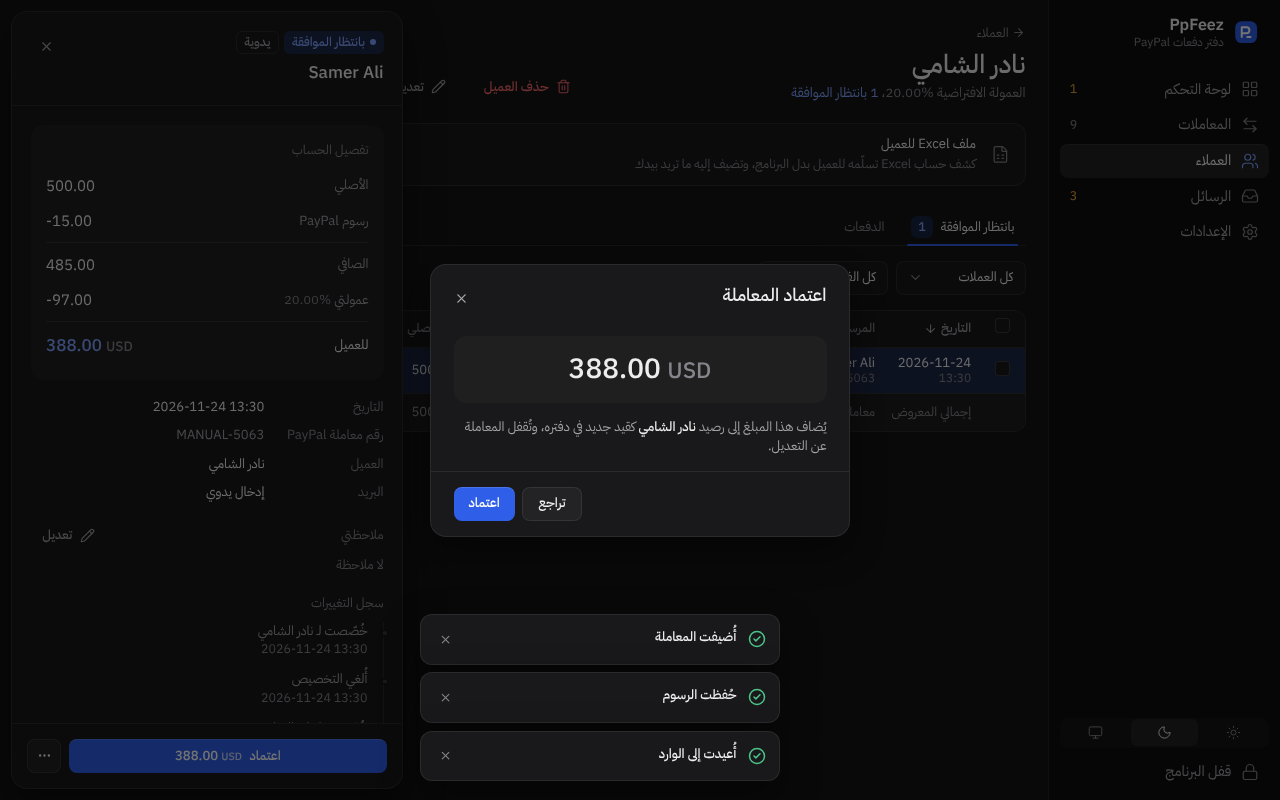 PpFeez
دفتر دفعات PayPal
لوحة التحكم 1
المعاملات 9
العملاء
الرسائل 3
الإعدادات
قفل البرنامج
العملاء
نادر الشامي
العمولة الافتراضية 20.00%، 1 بانتظار الموافقة
حذف العميل
ملف Excel للعميل
كشف حساب Excel تسلّمه للعميل بدل البرنامج، وتضيف إليه ما تريد بيدك
بانتظار الموافقة 1
الدفعات
كل العملات
التاريخ
2026-11-24
13:30
إجمالي المعروض
اعتماد المعاملة
388.00 USD
يُضاف هذا المبلغ إلى رصيد نادر الشامي كقيد جديد في دفتره، وتُقفل المعاملة
عن التعديل.
تراجع
اعتماد
أُضيفت المعاملة
حُفظت الرسوم
أُعيدت إلى الوارد
بانتظار الموافقة
يدوية
Samer Ali
تفصيل الحساب
الأصلي 500.00
رسوم PayPal -15.00
الصافي 485.00
عمولتي 20.00% -97.00
للعميل 388.00 USD
التاريخ 2026-11-24 13:30
رقم معاملة PayPal MANUAL-5063
العميل نادر الشامي
البريد إدخال يدوي
ملاحظتي تعديل
لا ملاحظة
سجل التغييرات
خُصّصت لـ نادر الشامي
2026-11-24 13:30
أُلغي التخصيص
2026-11-24 13:30
اعتماد 388.00 USD